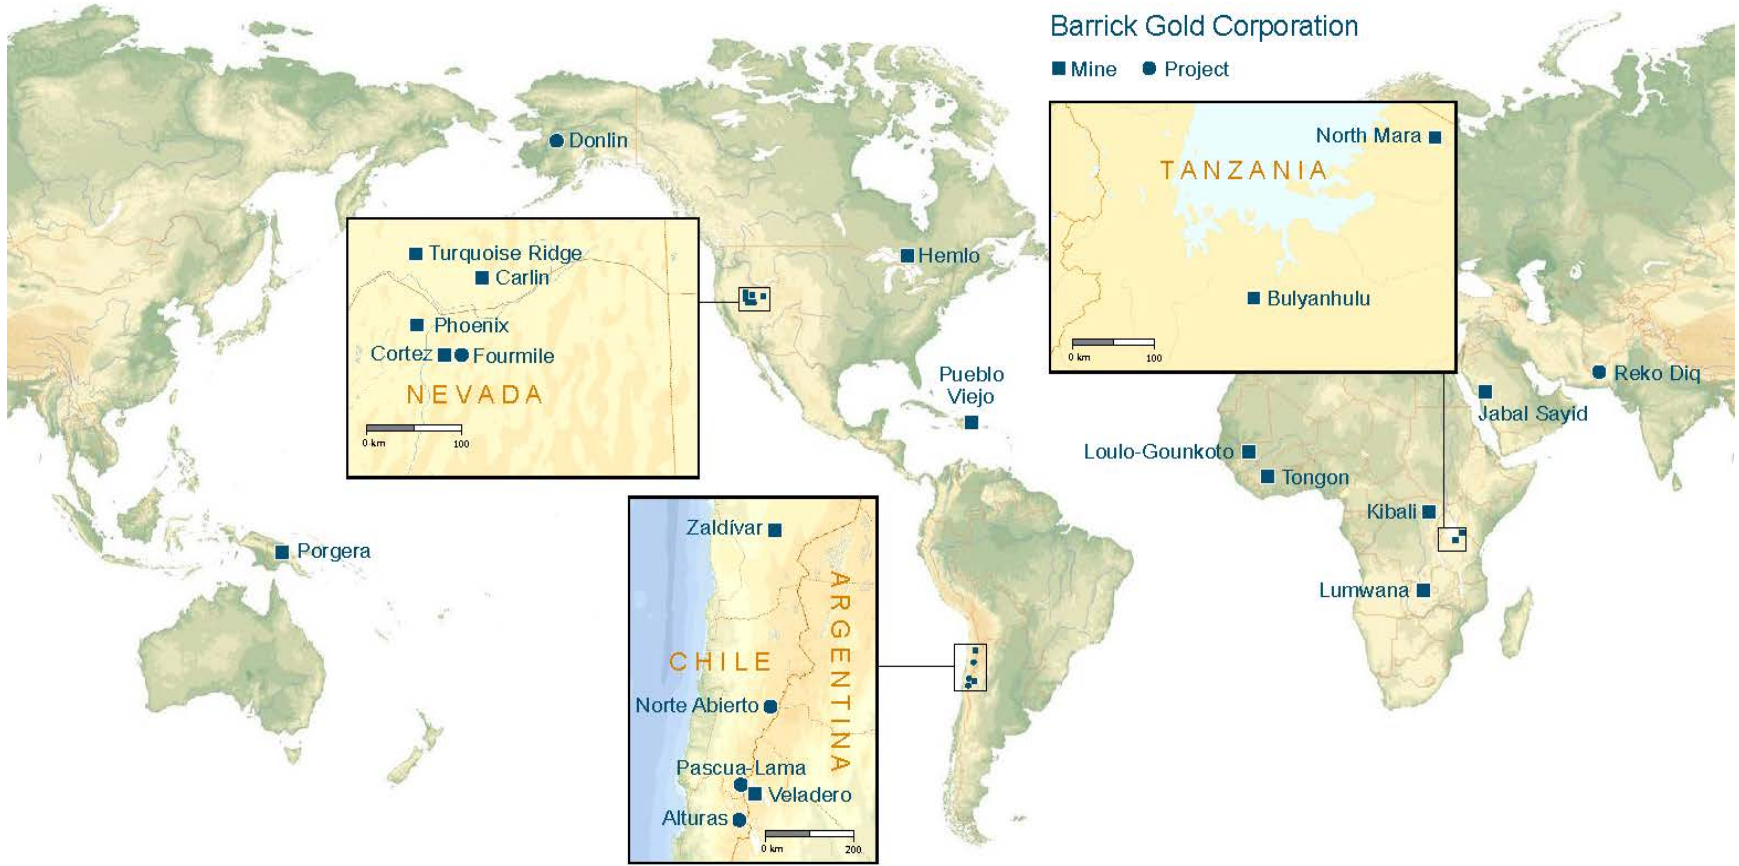 Barrick Gold Corporation
Mine Project
Donlin
Turquoise Ridge
Carlin
Phoenix
Cortez Fourmile
NEVADA
0 km 100
Hemlo
Pueblo
Viejo
North Mara
TANZANIA
Bulyanhulu
0 km 100
Reko Diq
Jabal Sayid
Loulo-Gounkoto
Tongon
Kibali
Lumwana
Porgera
Zaldívar
ARGENTINA
CHILE
Norte Abierto
Pascua-Lama
Veladero
Alturas
0 km 200